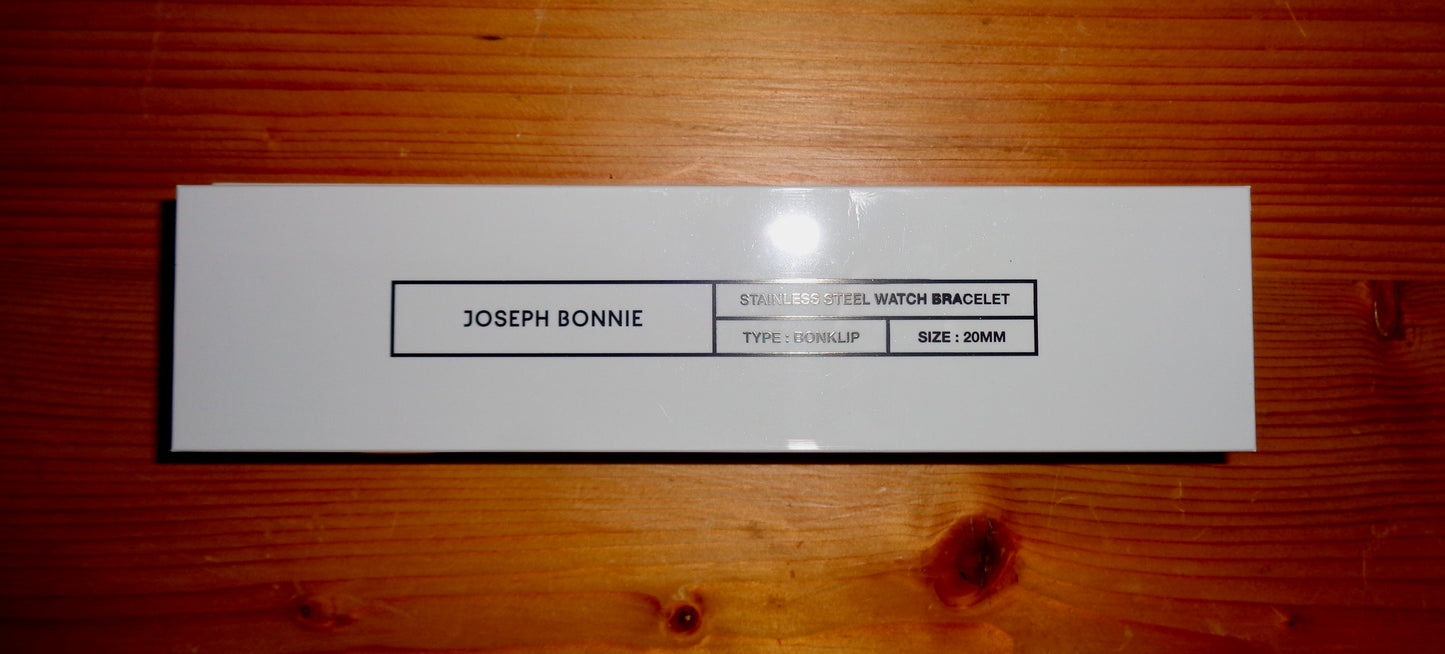 JOSEPH BONNIE
STAINLESS STEEL WATCH BRACELET
TYPE : BONKLIP
SIZE : 20MM